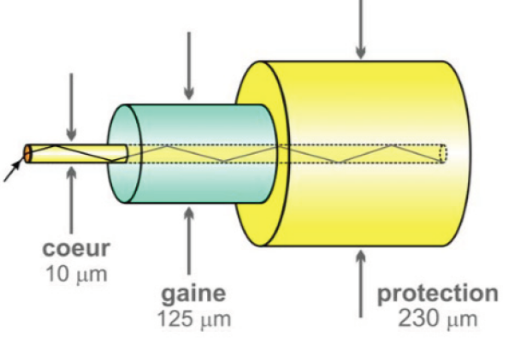 coeur
10 μm
gaine
125 μm
protection
230 μm